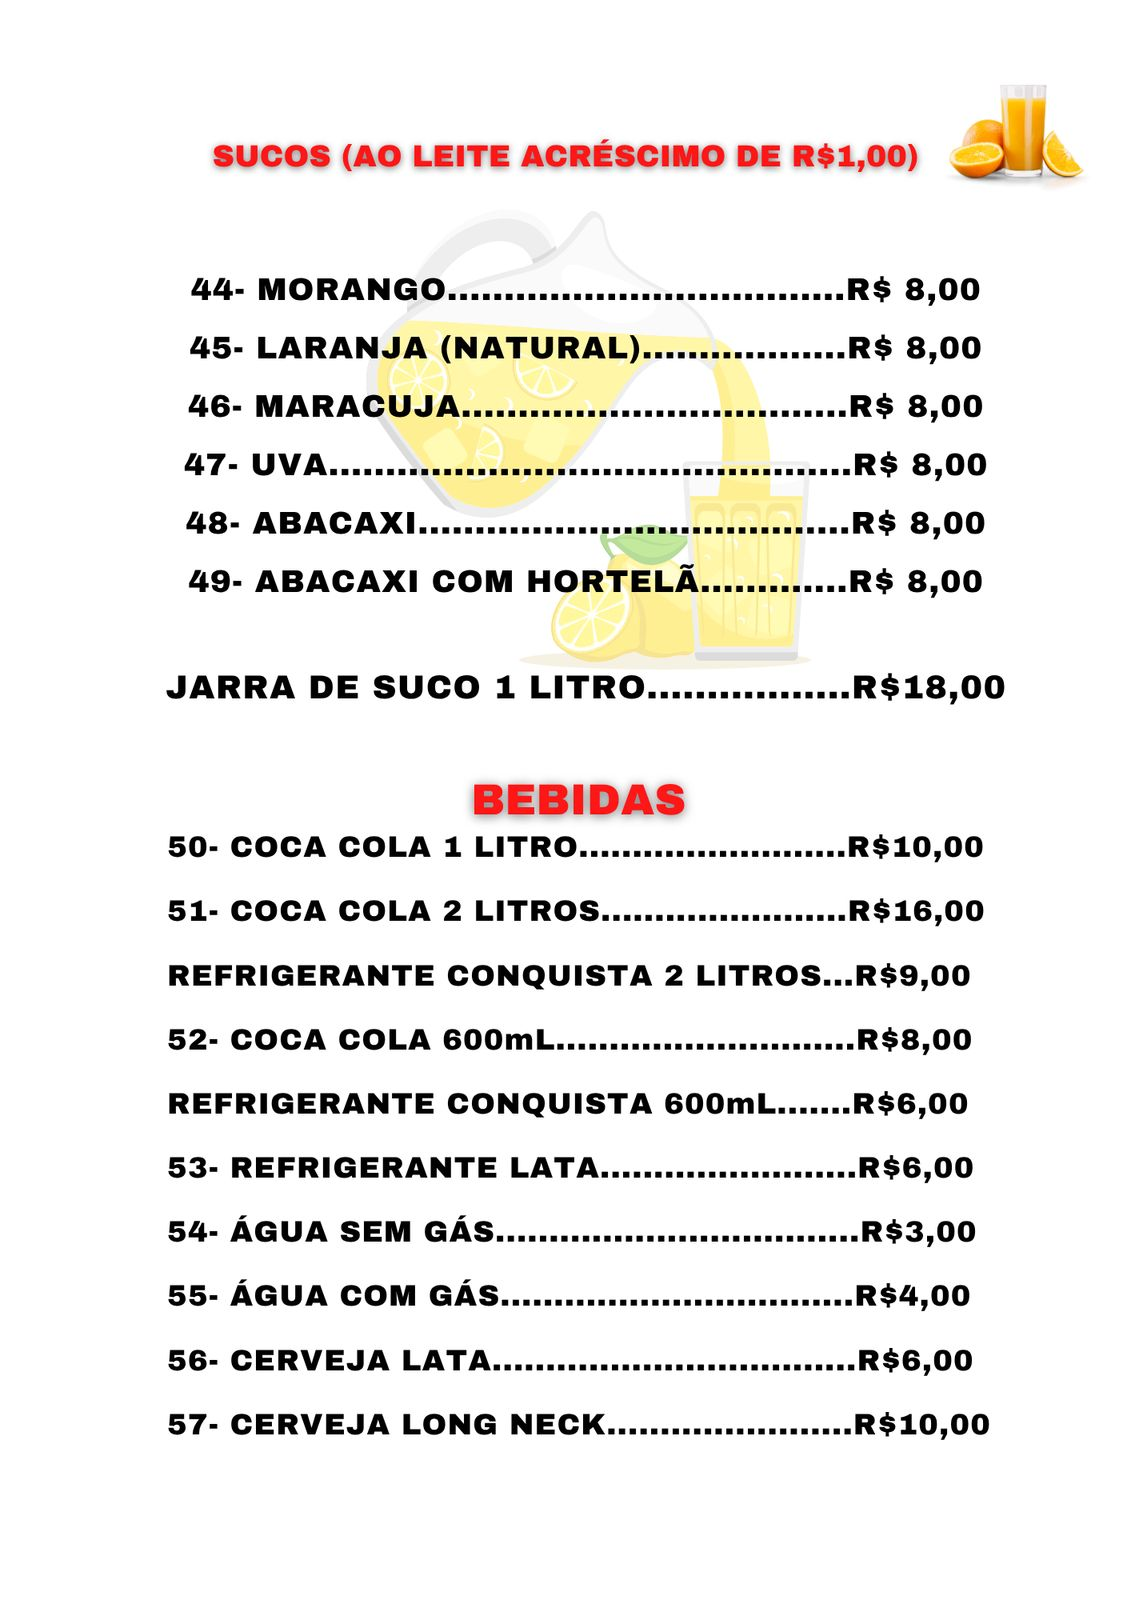 SUCOS (AO LEITE ACRÉSCIMO DE R$1,00)
44- MORANGO...................................R$ 8,00
45- LARANJA (NATURAL)..................R$ 8,00
46- MARACUJA..................................R$ 8,00
47- UVA..............................................R$ 8,00
48- ABACAXI......................................R$ 8,00
49- ABACAXI COM HORTELÃ.............R$ 8,00
JARRA DE SUCO 1 LITRO.................R$18,00
BEBIDAS
50- COCA COLA 1 LITRO.........................R$10,00
51- COCA COLA 2 LITROS.......................R$16,00
REFRIGERANTE CONQUISTA 2 LITROS...R$9,00
52- COCA COLA 600mL............................R$8,00
REFRIGERANTE CONQUISTA 600mL.......R$6,00
53- REFRIGERANTE LATA........................R$6,00
54- ÁGUA SEM GÁS..................................R$3,00
55- ÁGUA COM GÁS.................................R$4,00
56- CERVEJA LATA..................................R$6,00
57- CERVEJA LONG NECK.......................R$10,00